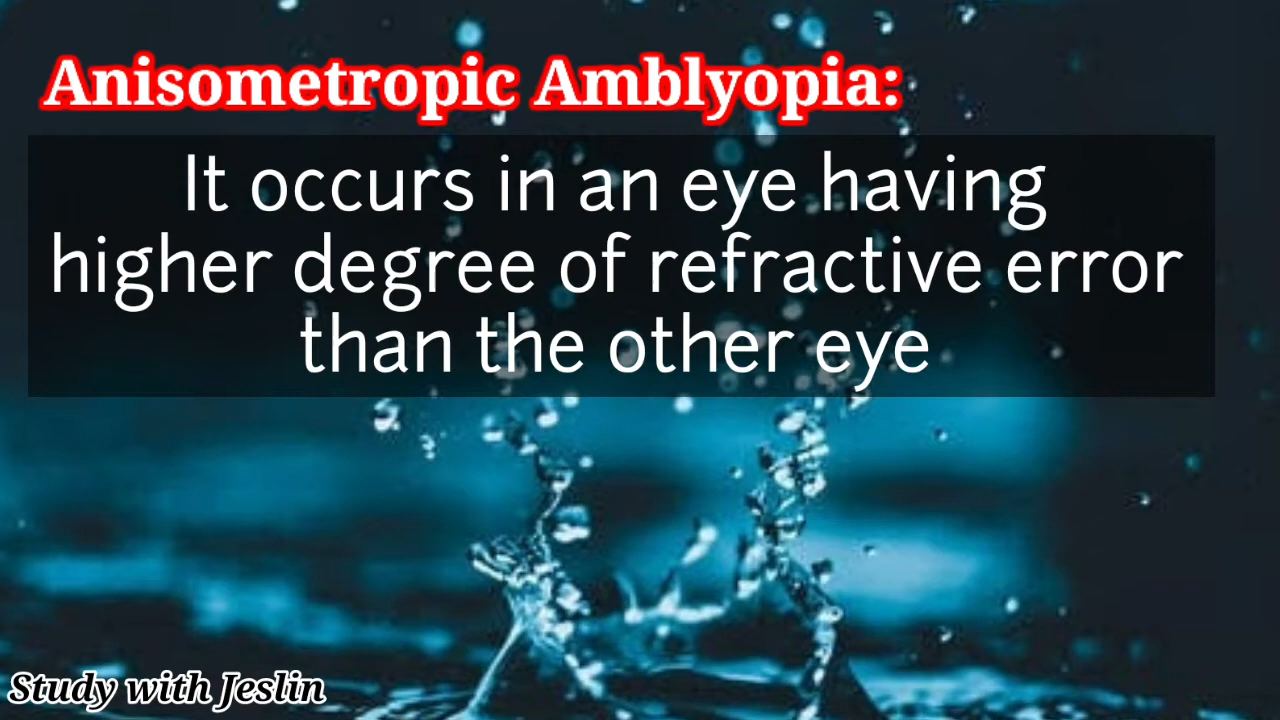 Anisometropic Amblyopia:
It occurs in an eye having
higher degree of refractive error
than the other eye
Study with Jeslin